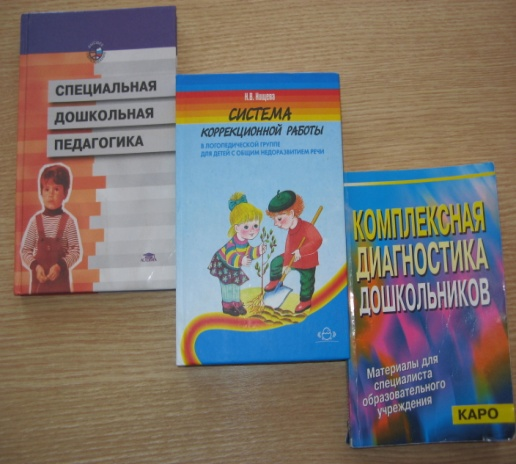 СПЕЦИАЛЬНАЯ
ДОШКОЛЬНАЯ
ПЕДАГОГИКА
СИСТЕМА
КОРРЕКЦИОННОЙ РАБОТЫ
В ЛОГОПЕДИЧЕСКОЙ ГРУППЕ
ДЛЯ ДЕТЕЙ С ОБЩИМ НЕДОРАЗВИТИЕМ РЕЧИ
КОМПЛЕКСНАЯ
ДИАГНОСТИКА
ДОШКОЛЬНИКОВ
Материалы для
специалиста
образовательного
учреждения
КАРО